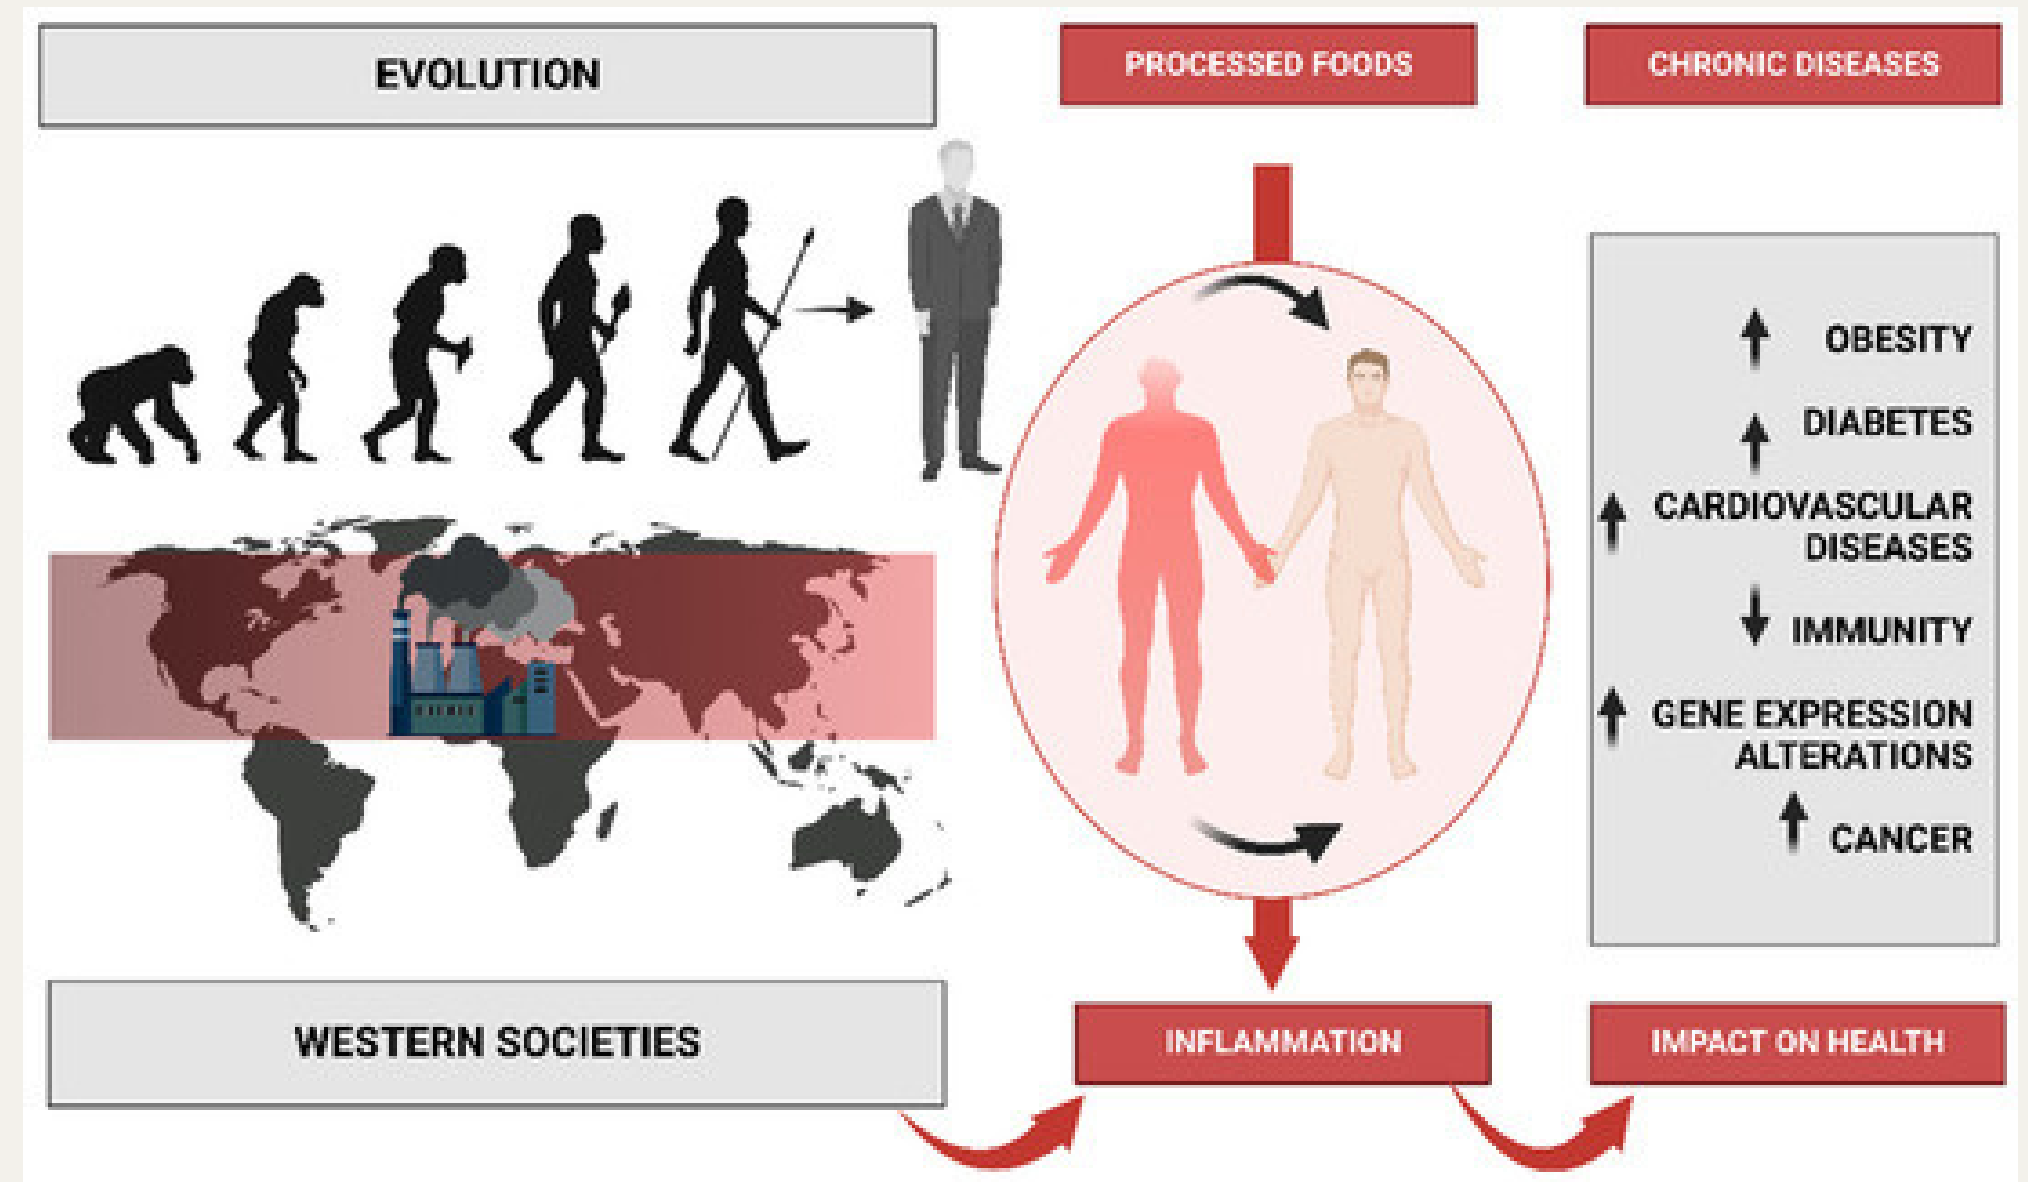 EVOLUTION
PROCESSED FOODS
CHRONIC DISEASES
OBESITY
DIABETES
CARDIOVASCULAR
DISEASES
IMMUNITY
GENE EXPRESSION
ALTERATIONS
CANCER
WESTERN SOCIETIES
INFLAMMATION
IMPACT ON HEALTH